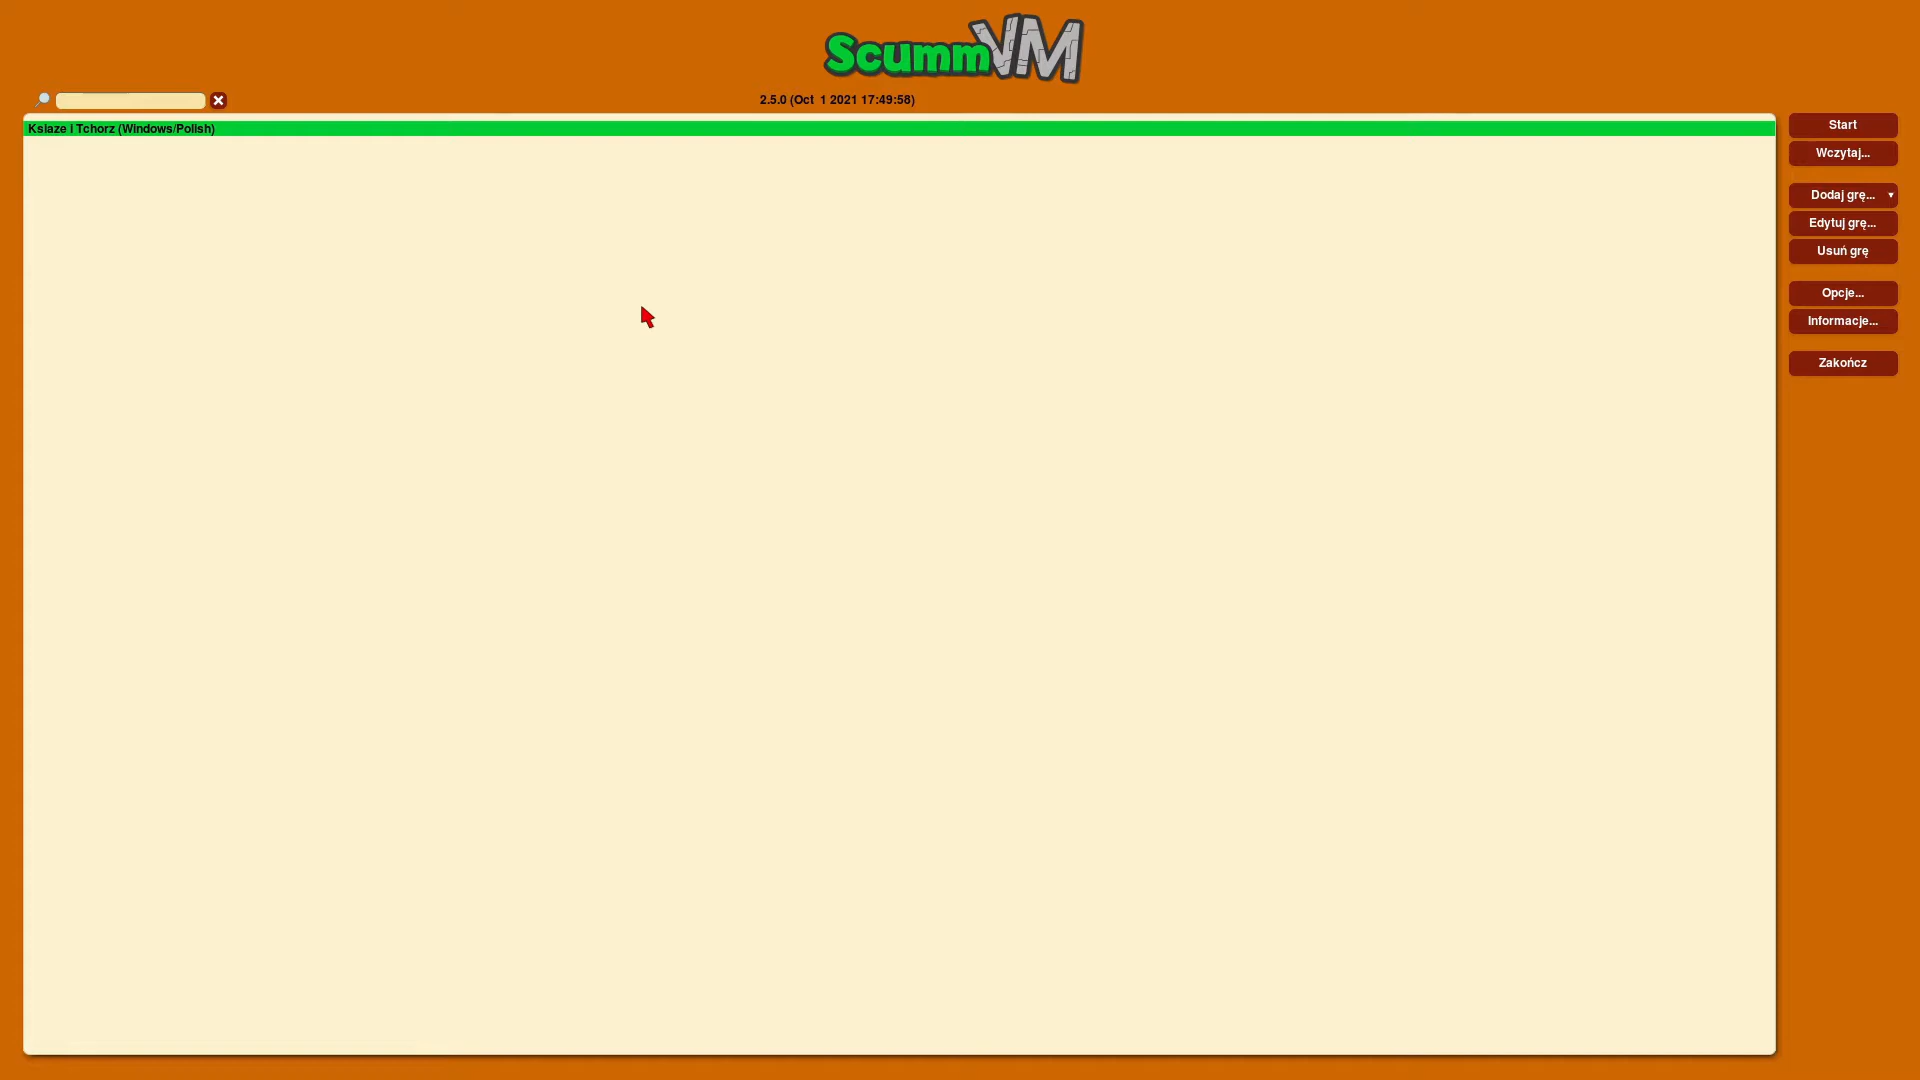 ScummVM
2.5.0 (Oct  1 2021 17:49:58)
Ksiaze i Tchorz (Windows/Polish)
Start
Wczytaj...
Dodaj grę...
Edytuj grę...
Usuń grę
Opcje...
Informacje...
Zakończ